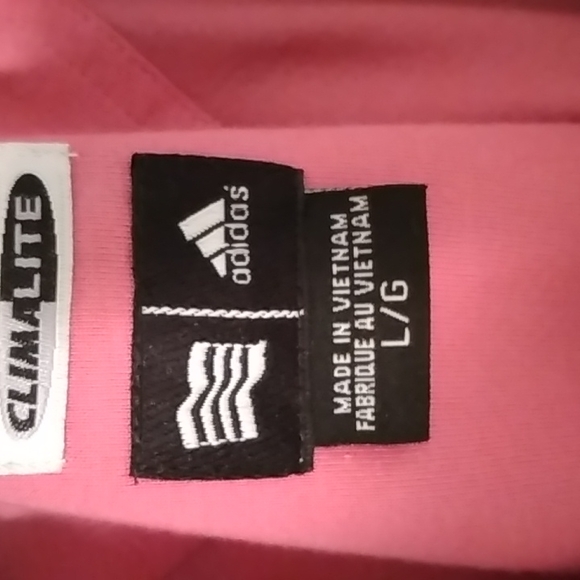 CLIMALITE
adidas
MADE IN VIETNAM
FABRIQUE AU VIETNAM
L/G